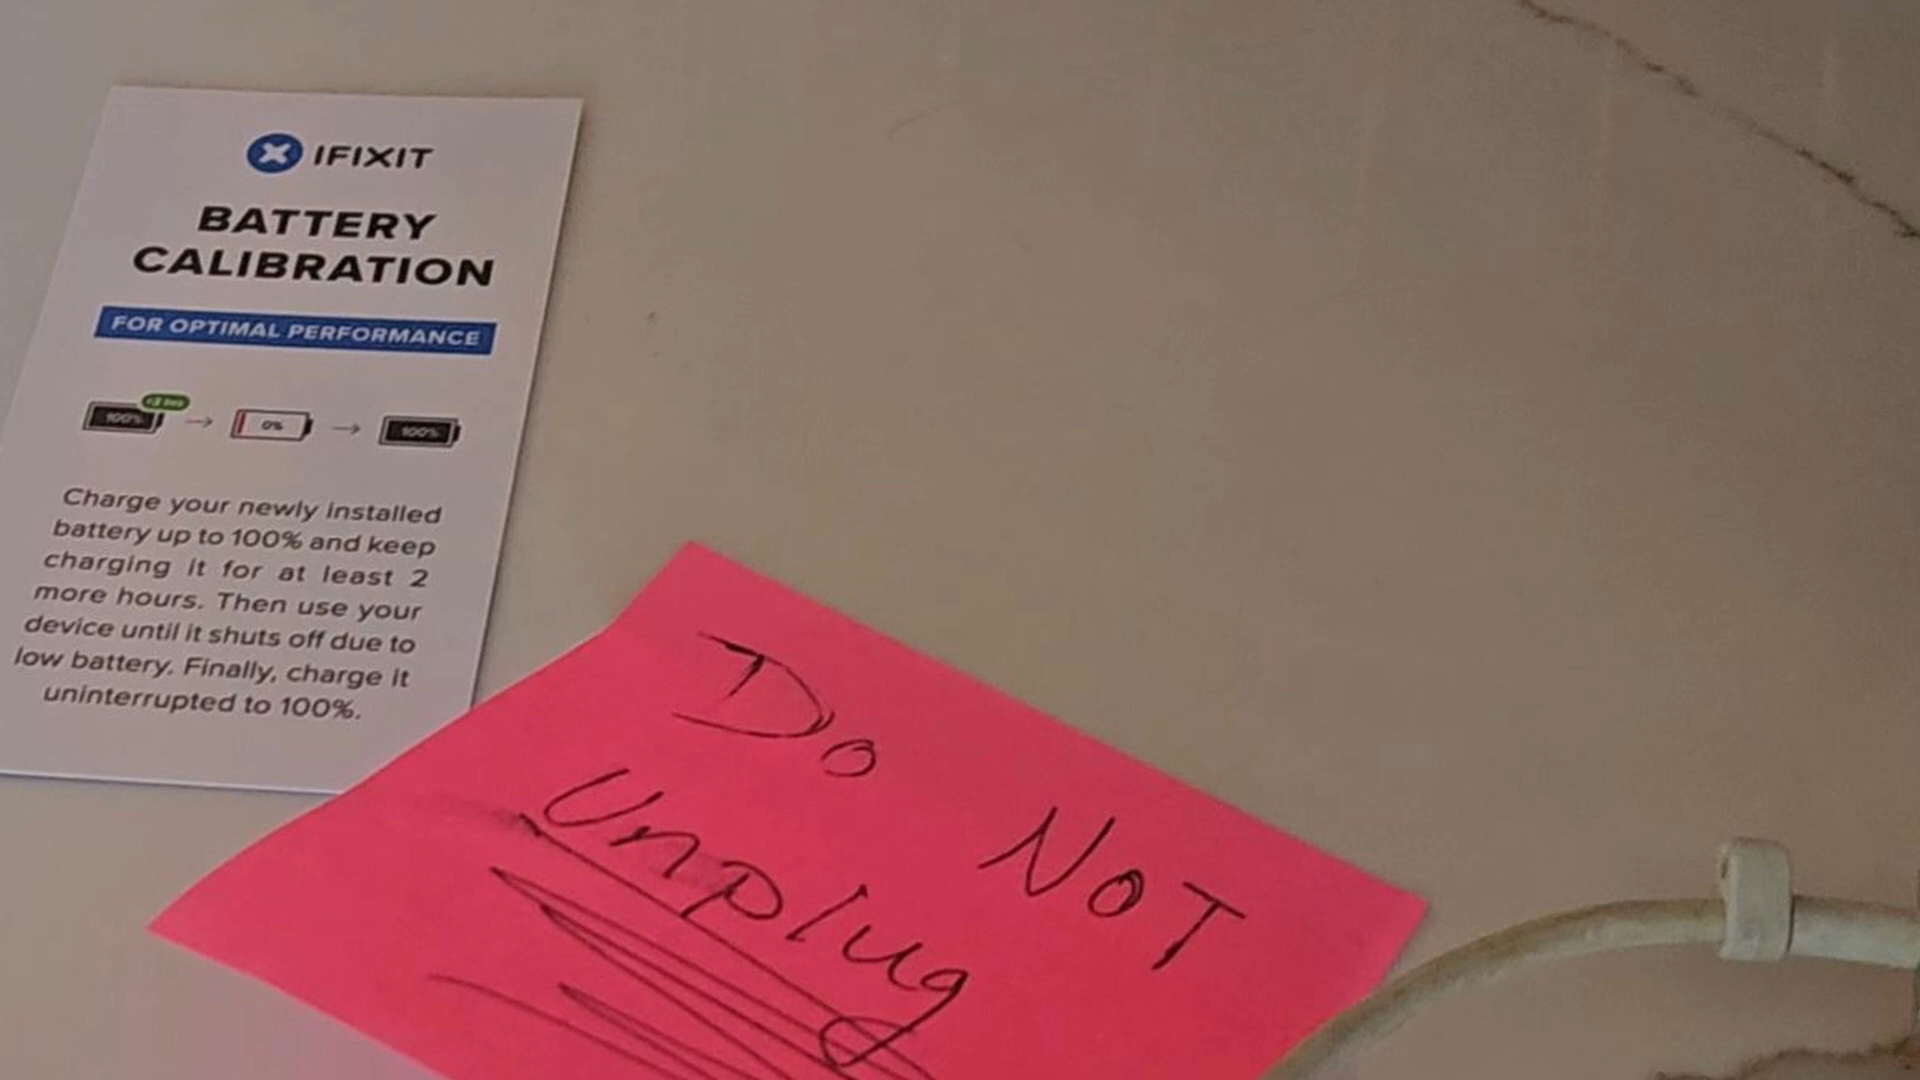 IFIXIT
BATTERY
CALIBRATION
FOR OPTIMAL PERFORMANCE
100% → 0% → 100%
Charge your newly installed
battery up to 100% and keep
charging it for at least 2
more hours. Then use your
device until it shuts off due to
low battery. Finally, charge it
uninterrupted to 100%.
Do NOT
Unplug